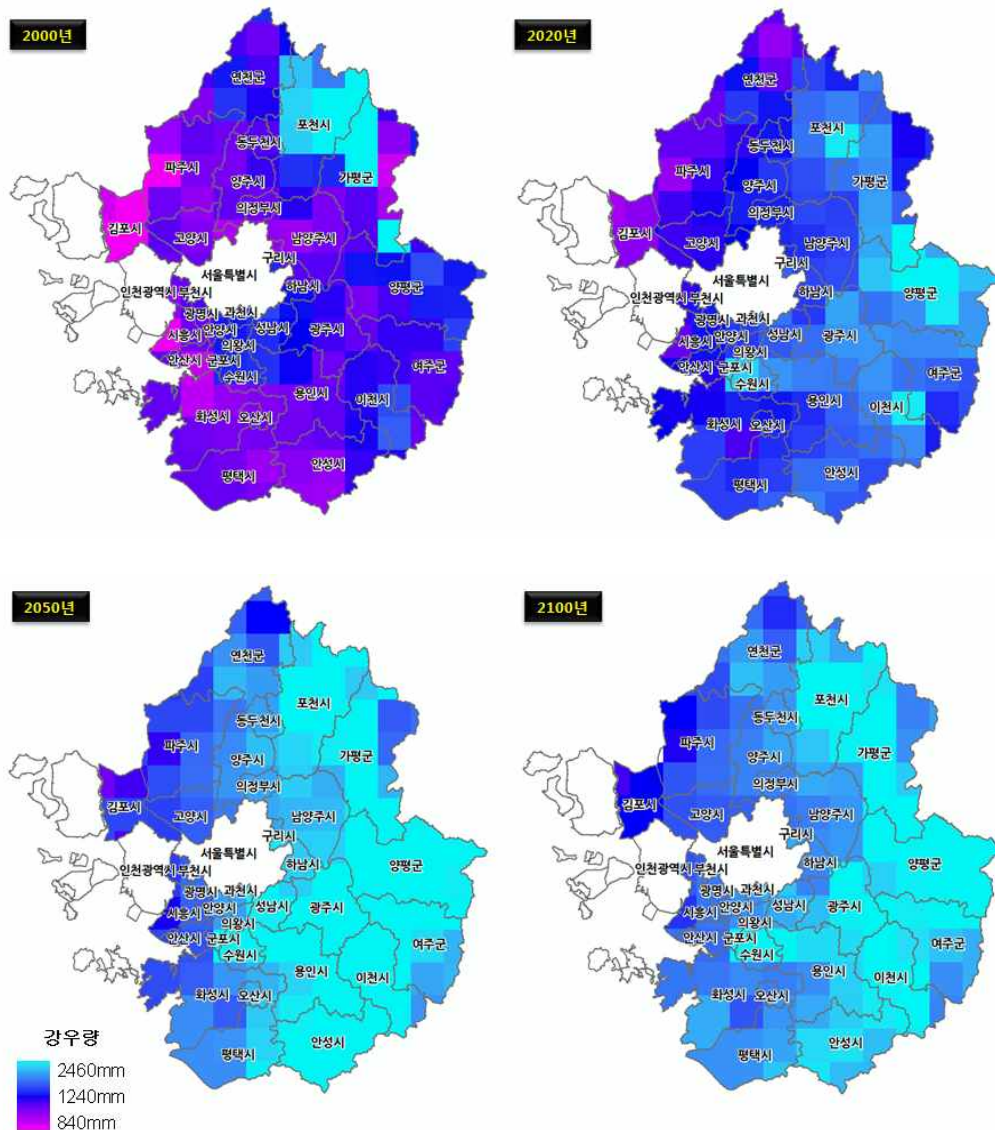 2000년
연천군
포천시
동두천시
파주시
양주시
가평군
의정부시
김포시
고양시
남양주시
구리시
서울특별시
하남시
양평군
인천광역시 부천시
광명시 과천시
시흥시 안양시 성남시 광주시
의왕시
안산시 군포시
여주군
수원시
용인시
이천시
화성시 오산시
안성시
평택시
2020년
연천군
포천시
동두천시
파주시
양주시
가평군
의정부시
김포시
고양시
남양주시
구리시
서울특별시
하남시
양평군
인천광역시 부천시
광명시 과천시
시흥시 안양시 성남시 광주시
의왕시
안산시 군포시
여주군
수원시
용인시
이천시
화성시 오산시
안성시
평택시
2050년
연천군
포천시
동두천시
파주시
양주시
가평군
의정부시
김포시
고양시
남양주시
구리시
서울특별시
하남시
양평군
인천광역시 부천시
광명시 과천시
시흥시 안양시 성남시 광주시
의왕시
안산시 군포시
여주군
수원시
용인시
이천시
화성시 오산시
안성시
평택시
2100년
연천군
포천시
동두천시
파주시
양주시
가평군
의정부시
김포시
고양시
남양주시
구리시
서울특별시
하남시
양평군
인천광역시 부천시
광명시 과천시
시흥시 안양시 성남시 광주시
의왕시
안산시 군포시
여주군
수원시
용인시
이천시
화성시 오산시
안성시
평택시
강우량
2460mm
1240mm
840mm